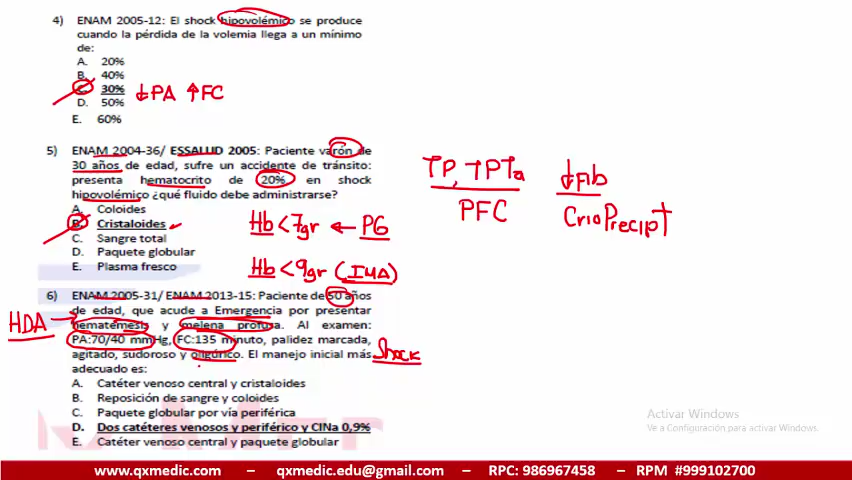 4) ENAM 2005-12: El shock hipovolémico se produce
cuando la pérdida de la volemia llega a un mínimo
de:
A. 20%
B. 40%
C. 30%
D. 50%
E. 60%
↓PA ↑FC
5) ENAM 2004-36/ ESSALUD 2005: Paciente varón de
30 años de edad, sufre un accidente de tránsito:
presenta hematocrito de 20% en shock
hipovolémico ¿qué fluido debe administrarse?
A. Coloides
B. Cristaloides
C. Sangre total
D. Paquete globular
E. Plasma fresco
Hb<7gr ← PG
Hb<9gr (IMA)
↑P, ↑PTa
PFC
↓Fib
CrioPrecipt
6) ENAM 2005-31/ ENAM 2013-15: Paciente de 50 años
de edad, que acude a Emergencia por presentar
hematémesis y melena profusa. Al examen:
PA:70/40 mmHg, FC:135 minuto, palidez marcada,
agitado, sudoroso y oligúrico. El manejo inicial más
adecuado es:
HDA →
Shock
A. Catéter venoso central y cristaloides
B. Reposición de sangre y coloides
C. Paquete globular por vía periférica
D. Dos catéteres venosos y periférico y ClNa 0,9%
E. Catéter venoso central y paquete globular
Activar Windows
Ve a Configuración para activar Windows.
www.qxmedic.com – qxmedic.edu@gmail.com – RPC: 986967458 – RPM #999102700